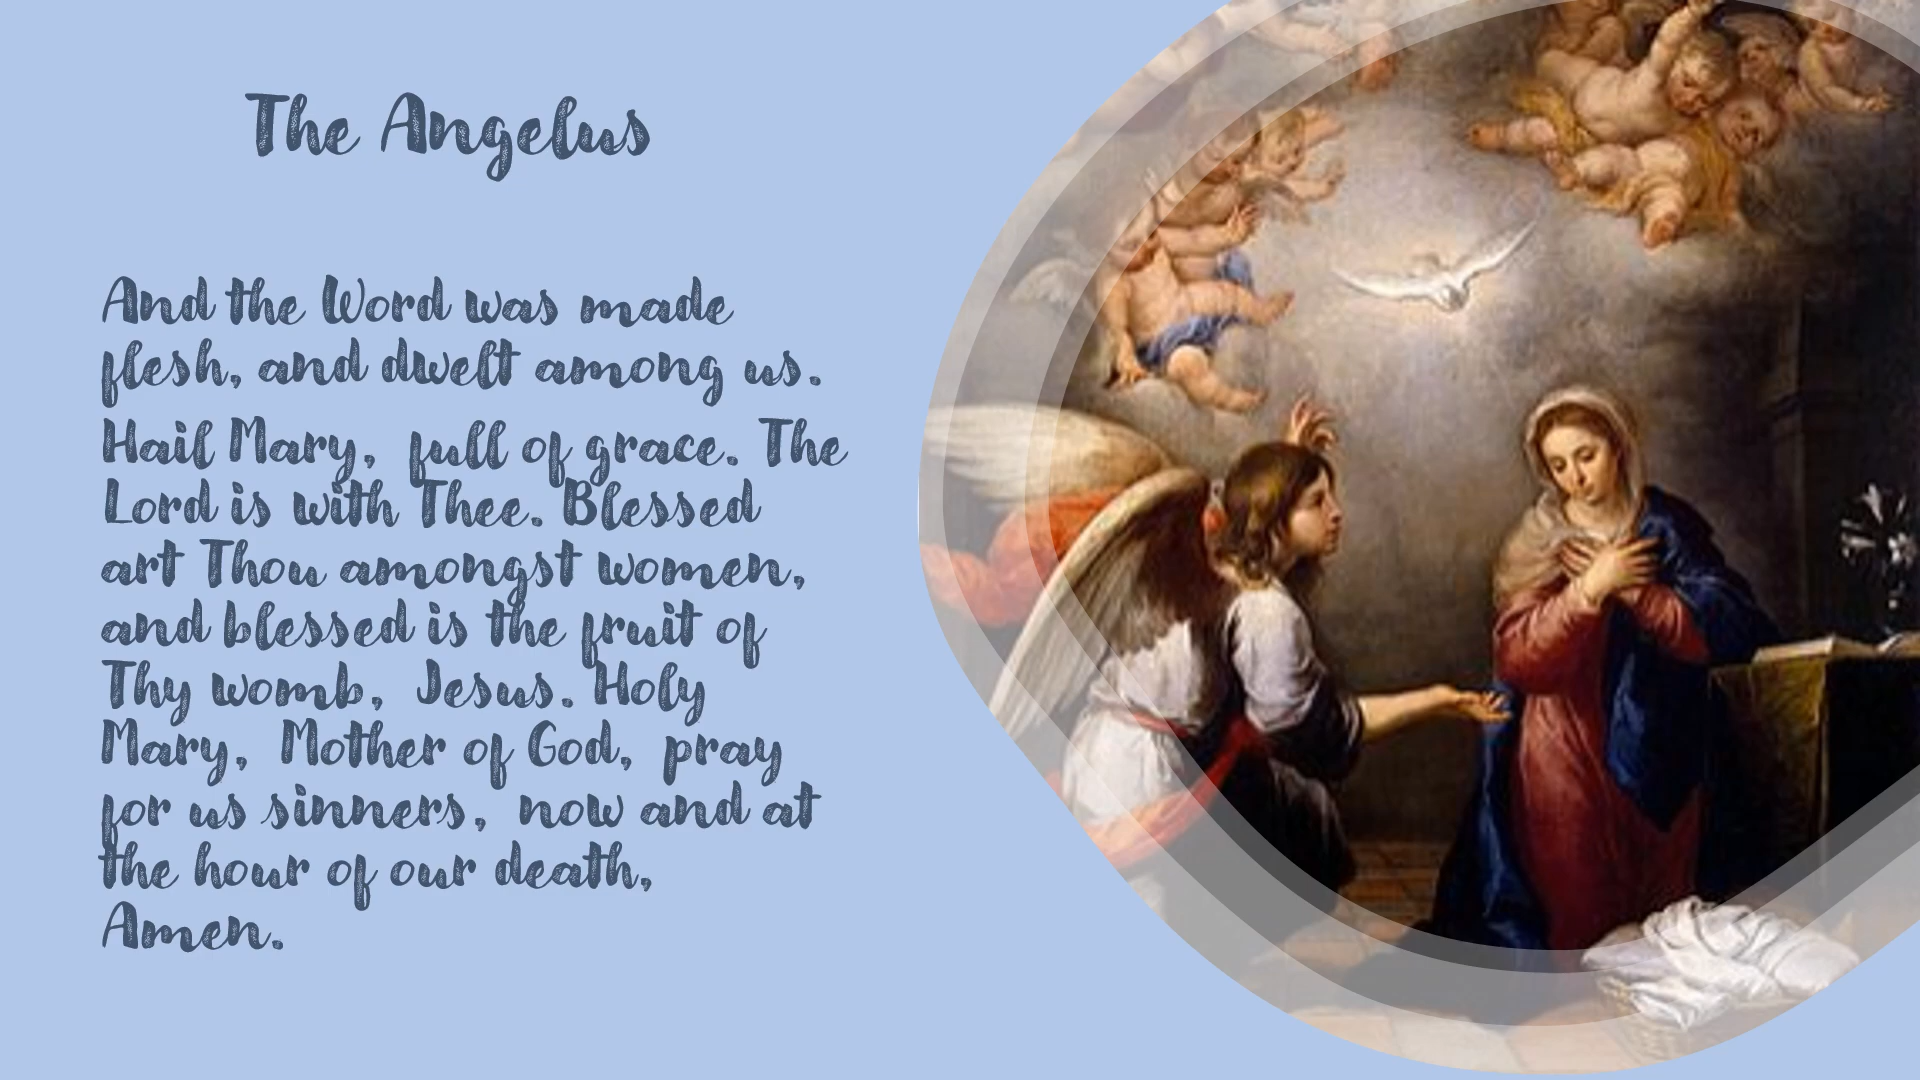 The Angelus
And the Word was made
flesh, and dwelt among us.
Hail Mary, full of grace. The
Lord is with Thee. Blessed
art Thou amongst women,
and blessed is the fruit of
Thy womb, Jesus. Holy
Mary, Mother of God, pray
for us sinners, now and at
the hour of our death,
Amen.